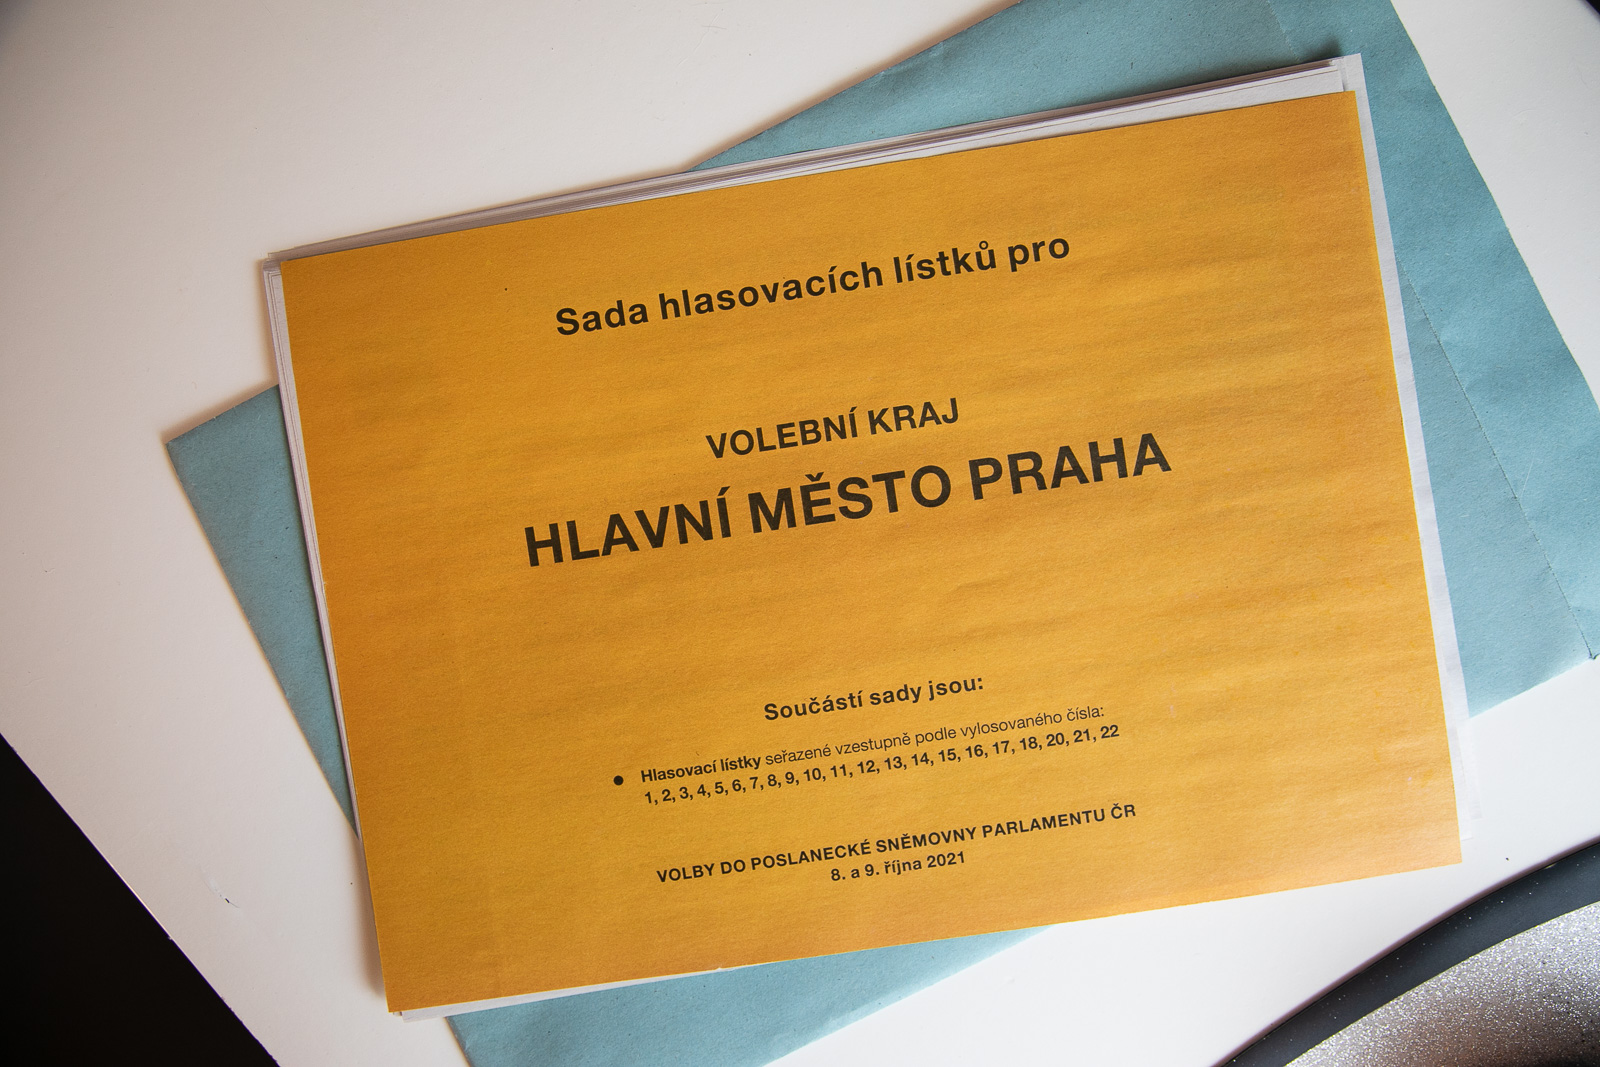 Sada hlasovacích lístků pro
VOLEBNÍ KRAJ
HLAVNÍ MĚSTO PRAHA
Součástí sady jsou:
● Hlasovací lístky seřazené vzestupně podle vylosovaného čísla:
1, 2, 3, 4, 5, 6, 7, 8, 9, 10, 11, 12, 13, 14, 15, 16, 17, 18, 20, 21, 22
VOLBY DO POSLANECKÉ SNĚMOVNY PARLAMENTU ČR
8. a 9. října 2021